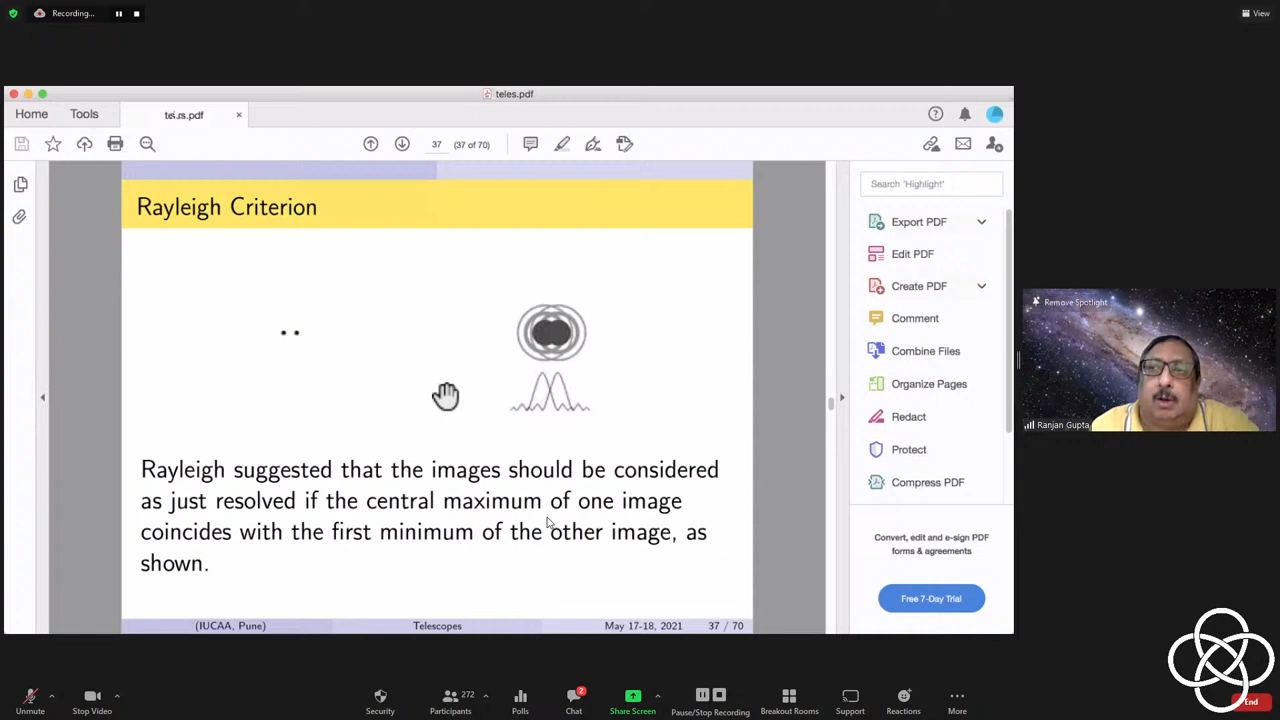 Recording...
View
teles.pdf
Home
Tools
37
(37 of 70)
Search 'Highlight'
Rayleigh Criterion
Export PDF
Edit PDF
Create PDF
Comment
Combine Files
Organize Pages
Redact
Protect
Compress PDF
Rayleigh suggested that the images should be considered
as just resolved if the central maximum of one image
coincides with the first minimum of the other image, as
shown.
Convert, edit and e-sign PDF
forms & agreements
Free 7-Day Trial
(IUCAA, Pune)
Telescopes
May 17-18, 2021
37 / 70
Remove Spotlight
Ranjan Gupta
Unmute
Stop Video
Security
272
Participants
Polls
2
Chat
Share Screen
Pause/Stop Recording
Breakout Rooms
Support
Reactions
More
End